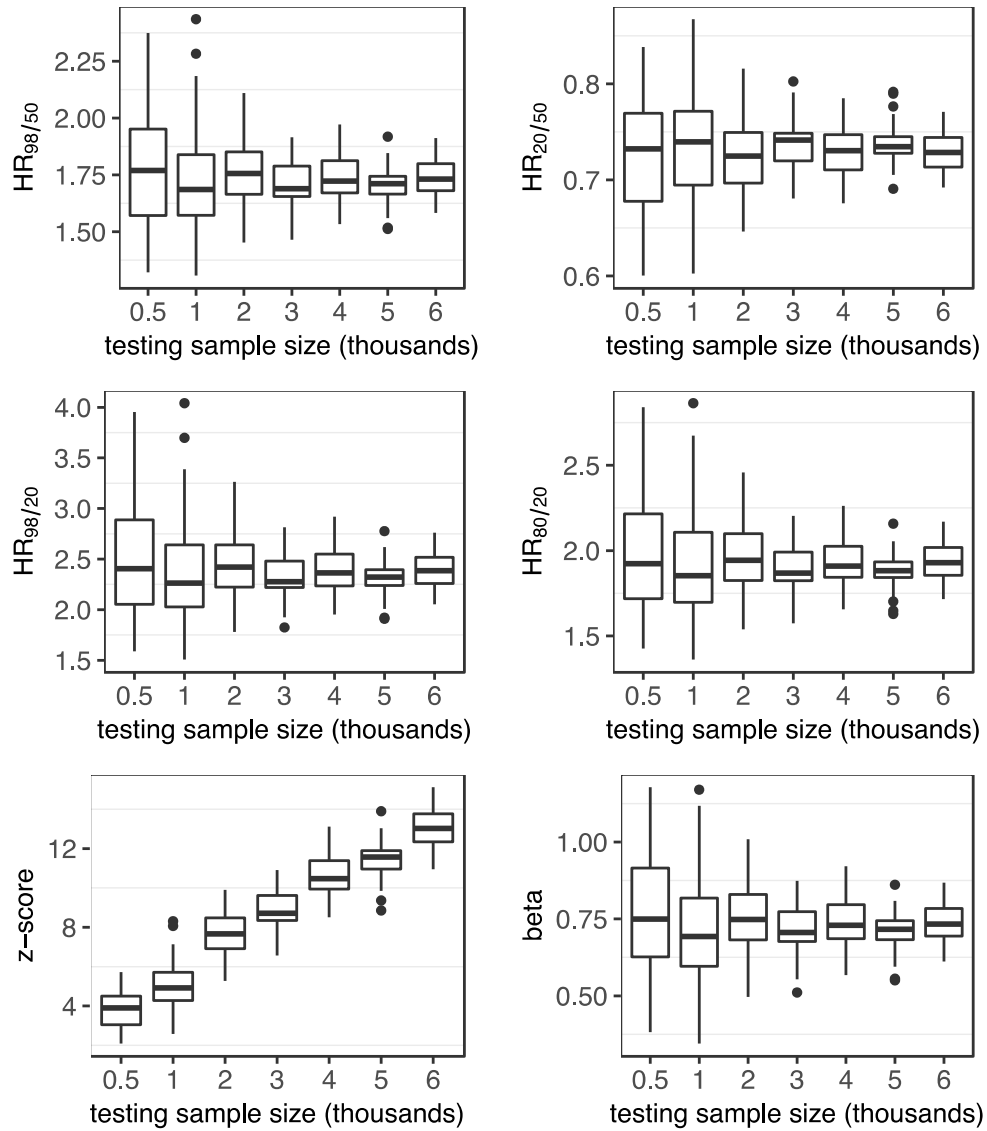 HR98/50
2.25
2.00
1.75
1.50
0.5 1 2 3 4 5 6
testing sample size (thousands)
HR20/50
0.8
0.7
0.6
0.5 1 2 3 4 5 6
testing sample size (thousands)
HR98/20
4.0
3.5
3.0
2.5
2.0
1.5
0.5 1 2 3 4 5 6
testing sample size (thousands)
HR80/20
2.5
2.0
1.5
0.5 1 2 3 4 5 6
testing sample size (thousands)
z−score
12
8
4
0.5 1 2 3 4 5 6
testing sample size (thousands)
beta
1.00
0.75
0.50
0.5 1 2 3 4 5 6
testing sample size (thousands)